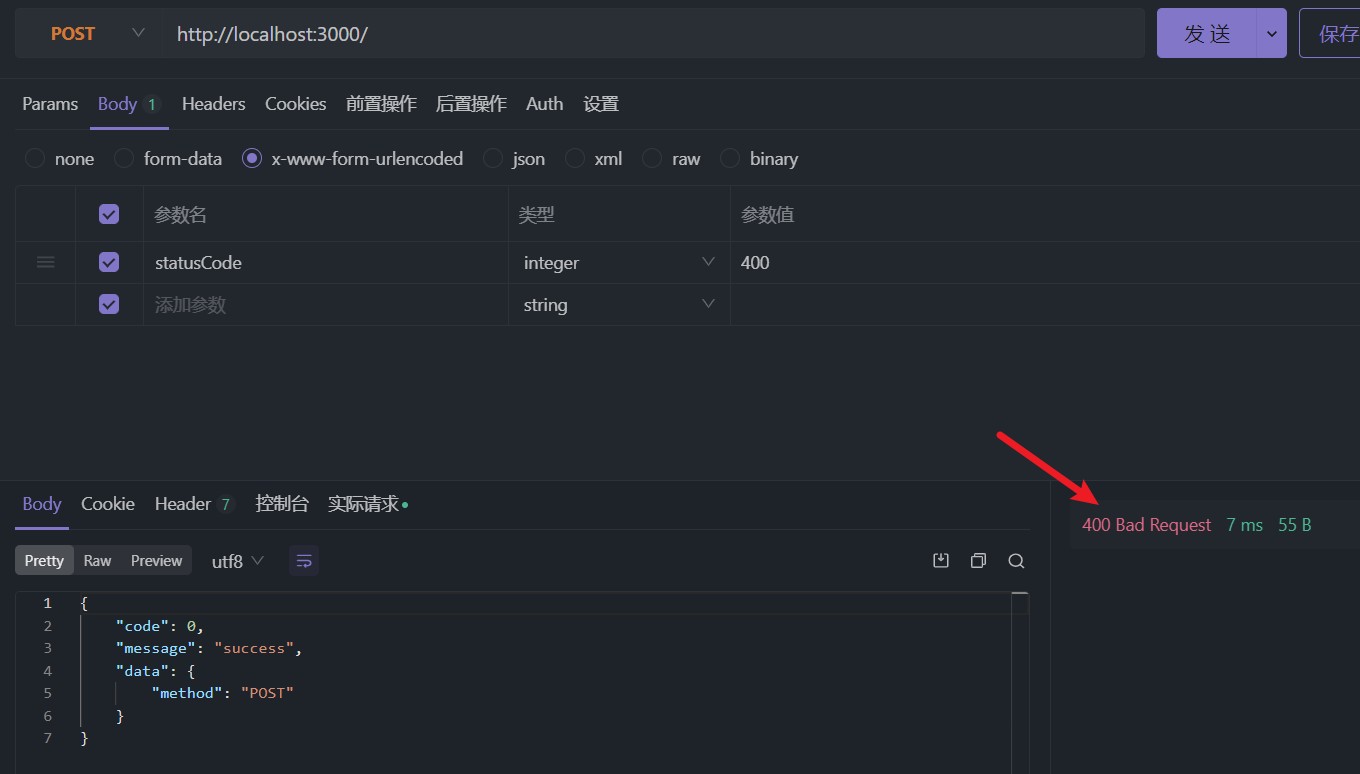 POST http://localhost:3000/ 发 送 保存
Params Body 1 Headers Cookies 前置操作 后置操作 Auth 设置
none form-data x-www-form-urlencoded json xml raw binary
参数名 类型 参数值
statusCode integer 400
添加参数 string
Body Cookie Header 7 控制台 实际请求
400 Bad Request 7 ms 55 B
Pretty Raw Preview utf8
1 {
2 "code": 0,
3 "message": "success",
4 "data": {
5 "method": "POST"
6 }
7 }